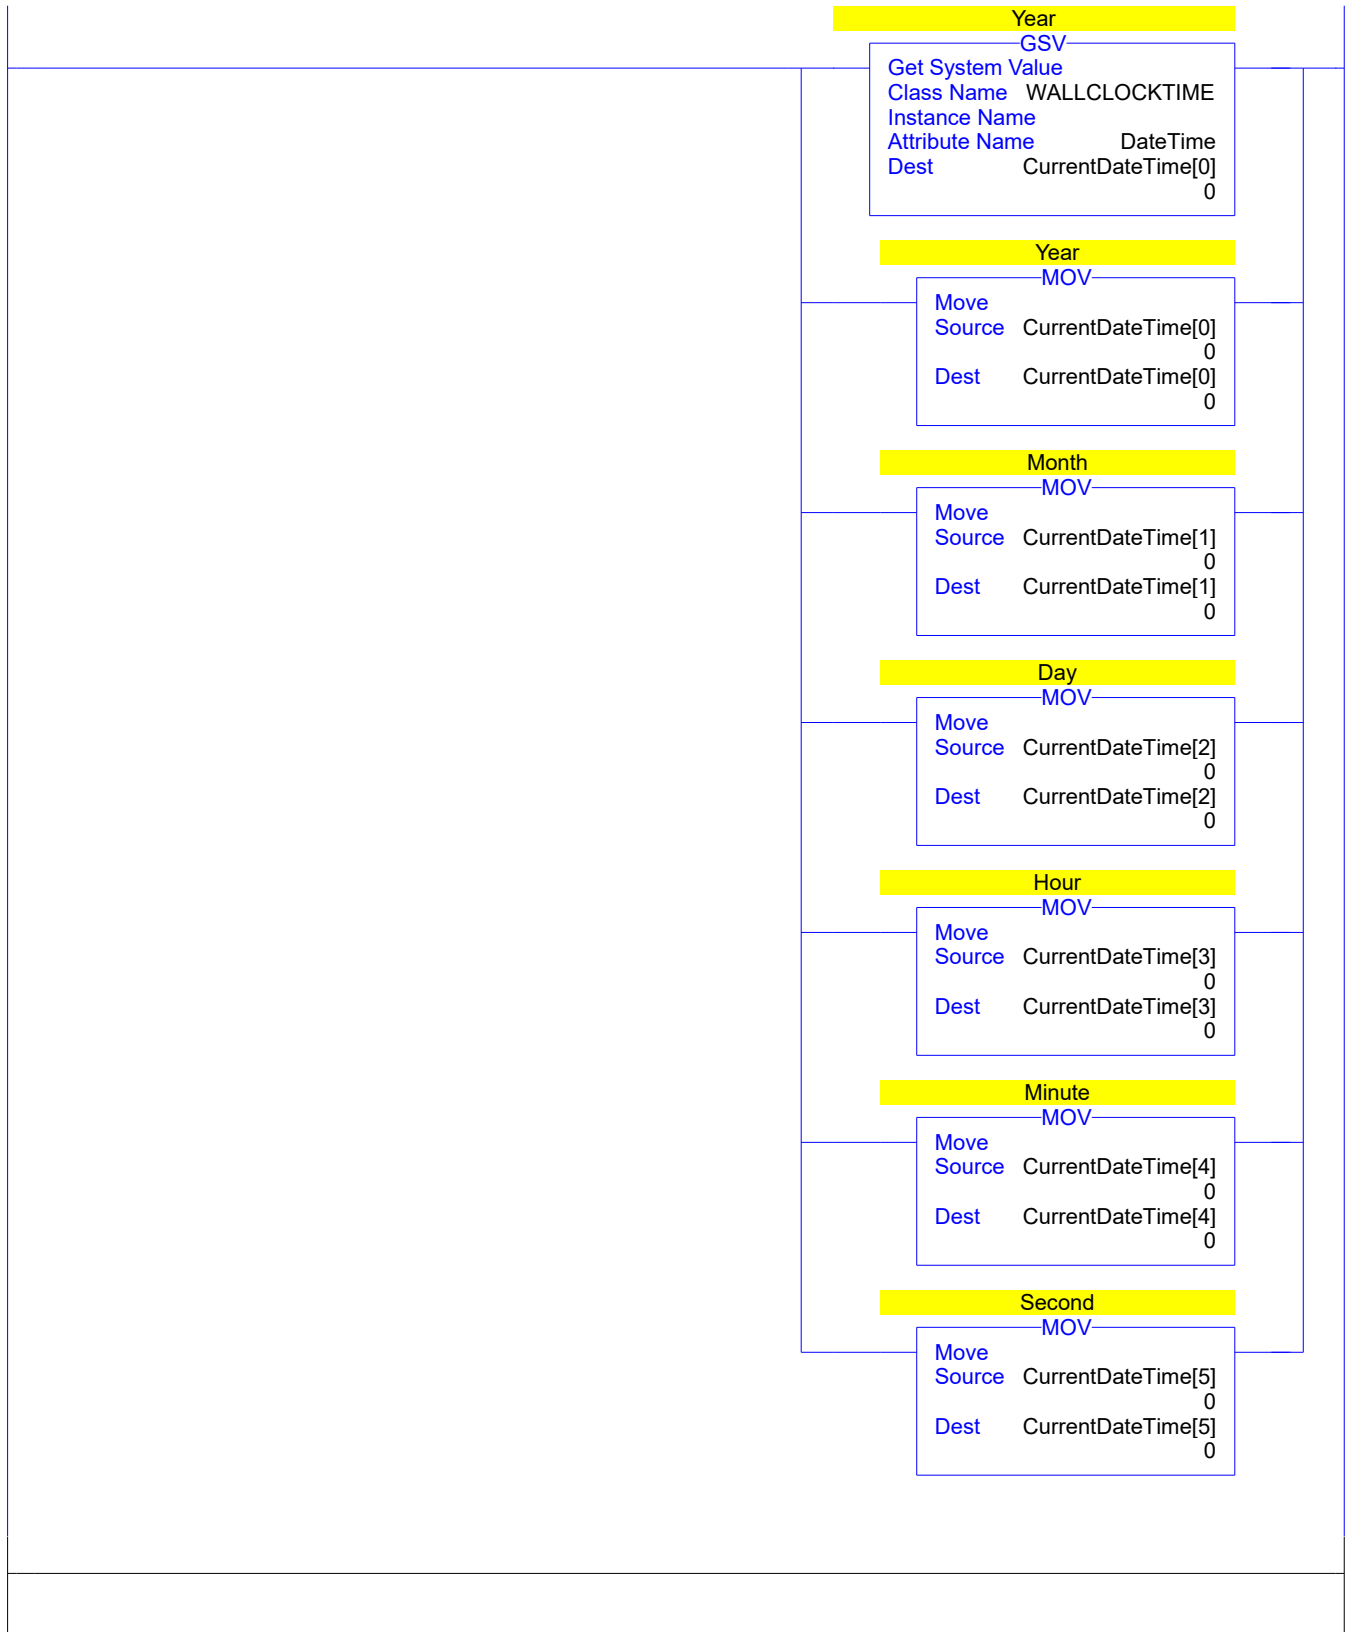 Year
GSV
Get System Value
Class Name WALLCLOCKTIME
Instance Name
Attribute Name DateTime
Dest CurrentDateTime[0]
0
Year
MOV
Move
Source CurrentDateTime[0]
0
Dest CurrentDateTime[0]
0
Month
MOV
Move
Source CurrentDateTime[1]
0
Dest CurrentDateTime[1]
0
Day
MOV
Move
Source CurrentDateTime[2]
0
Dest CurrentDateTime[2]
0
Hour
MOV
Move
Source CurrentDateTime[3]
0
Dest CurrentDateTime[3]
0
Minute
MOV
Move
Source CurrentDateTime[4]
0
Dest CurrentDateTime[4]
0
Second
MOV
Move
Source CurrentDateTime[5]
0
Dest CurrentDateTime[5]
0